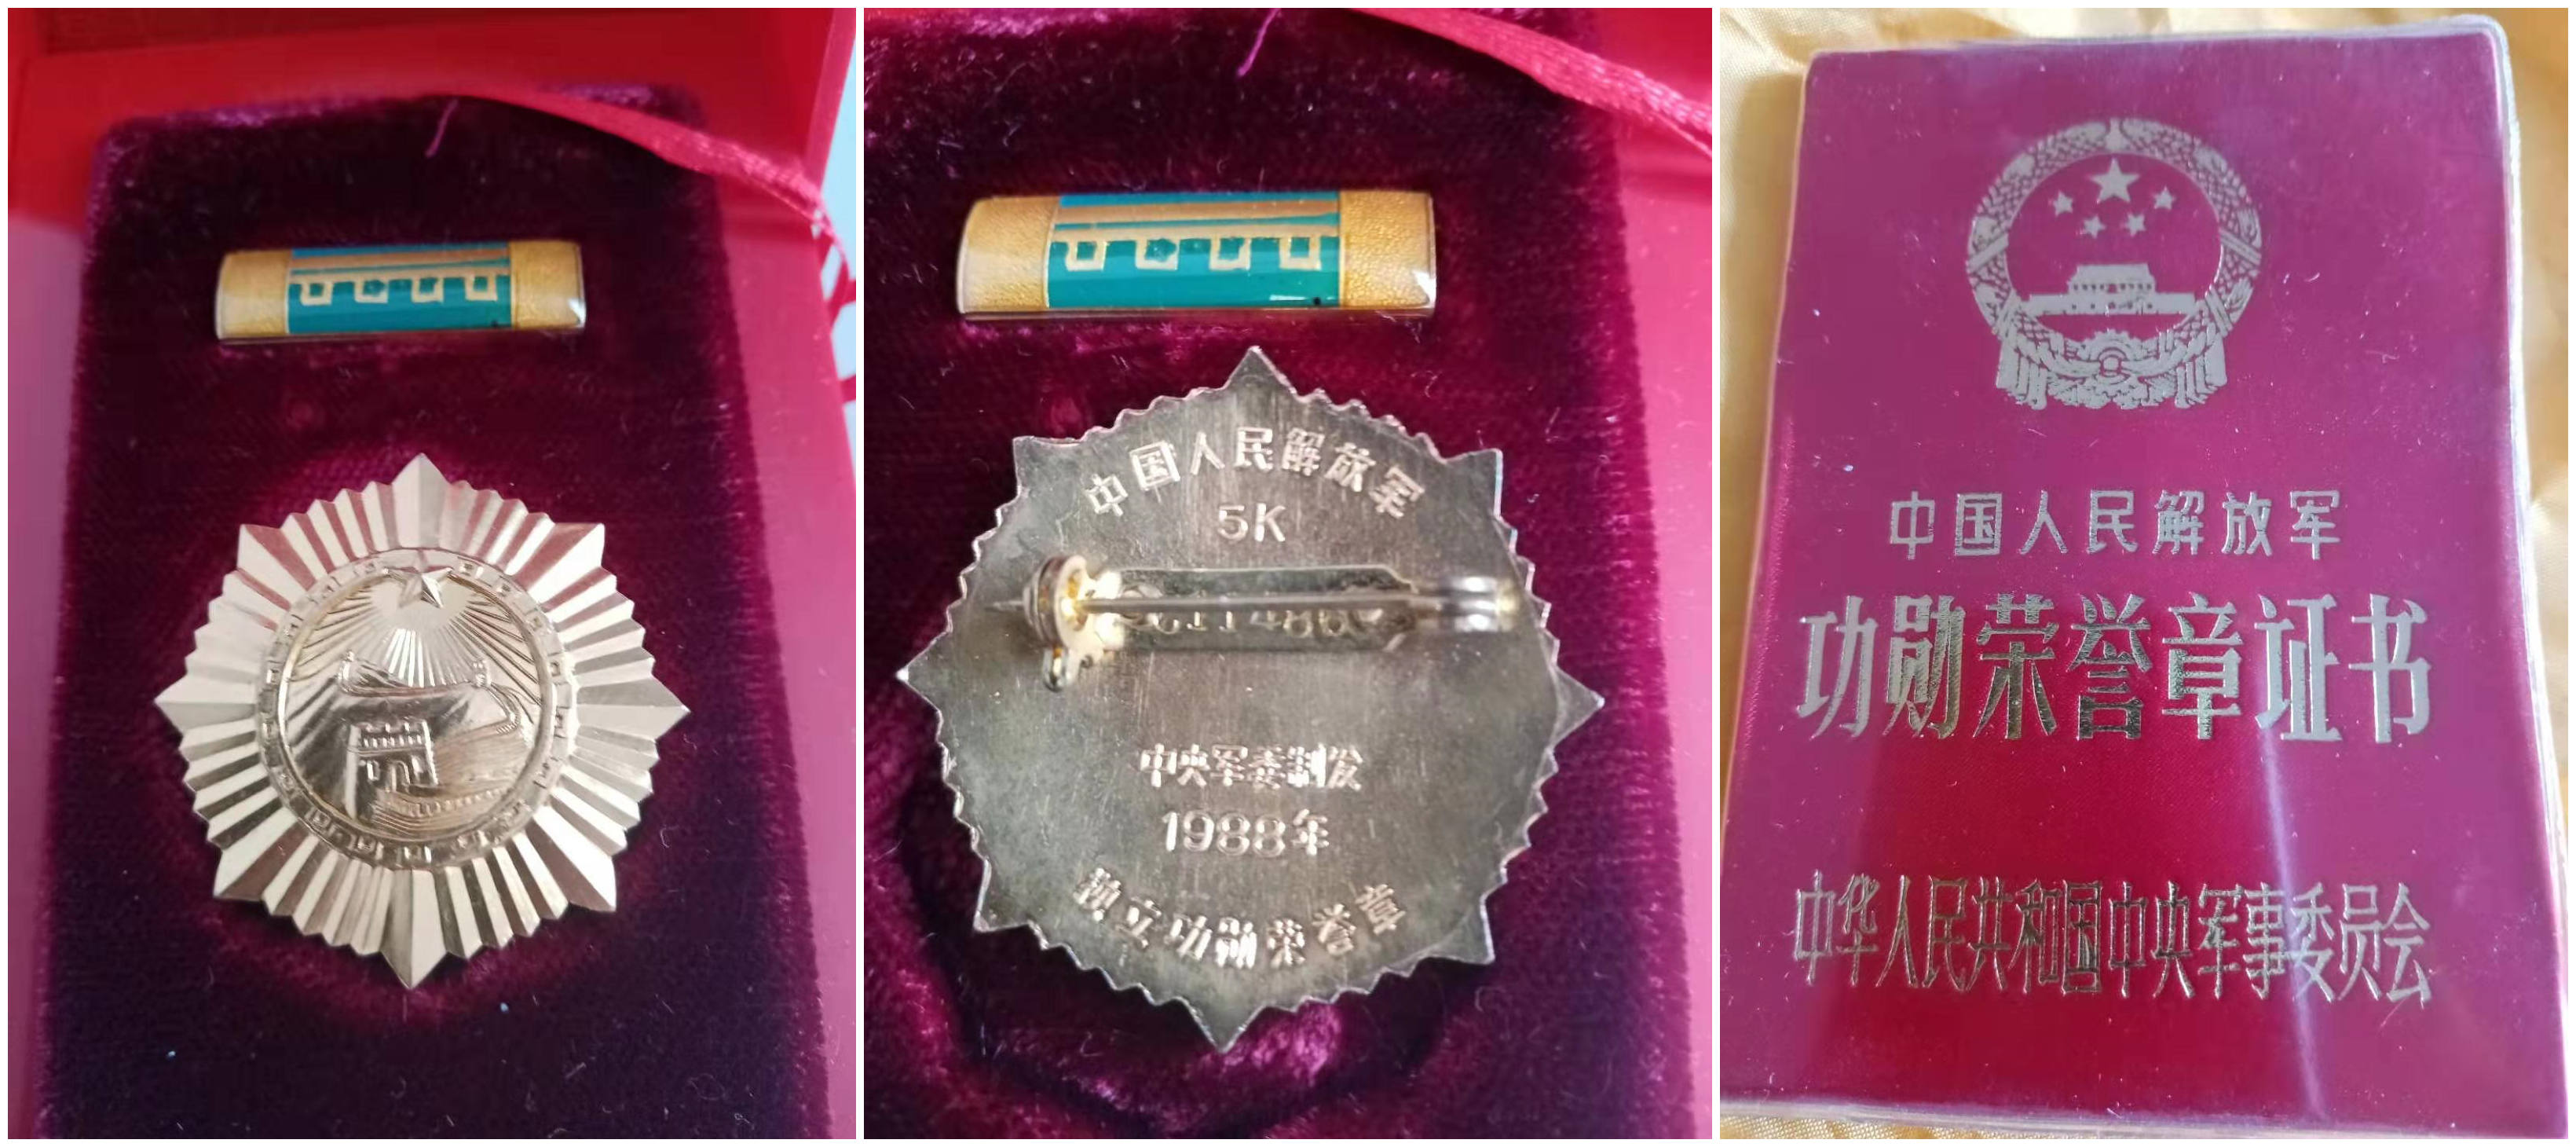 中国人民解放军
5K
中央军委制发
1988年
独立功勋荣誉章
中国人民解放军
功勋荣誉章证书
中华人民共和国中央军事委员会